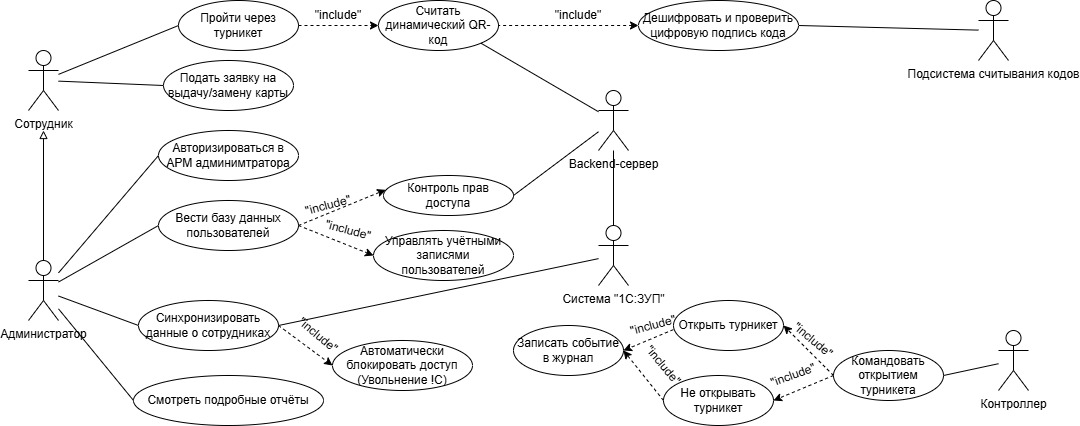 Пройти через
турникет
"include"
Считать
динамический QR-
код
"include"
Дешифровать и проверить
цифровую подпись кода
Подсистема считывания кодов
Подать заявку на
выдачу/замену карты
Сотрудник
Авторизироваться в
АРМ админимтратора
Backend-сервер
"include"
Контроль прав
доступа
Вести базу данных
пользователей
"include"
Управлять учётными
записями
пользователей
Система "1С:ЗУП"
Администратор
Синхронизировать
данные о сотрудниках
"include"
Автоматически
блокировать доступ
(Увольнение !С)
Смотреть подробные отчёты
Записать событие
в журнал
"include"
Открыть турникет
"include"
Командовать
открытием
турникета
"include"
"include"
Не открывать
турникет
Контроллер